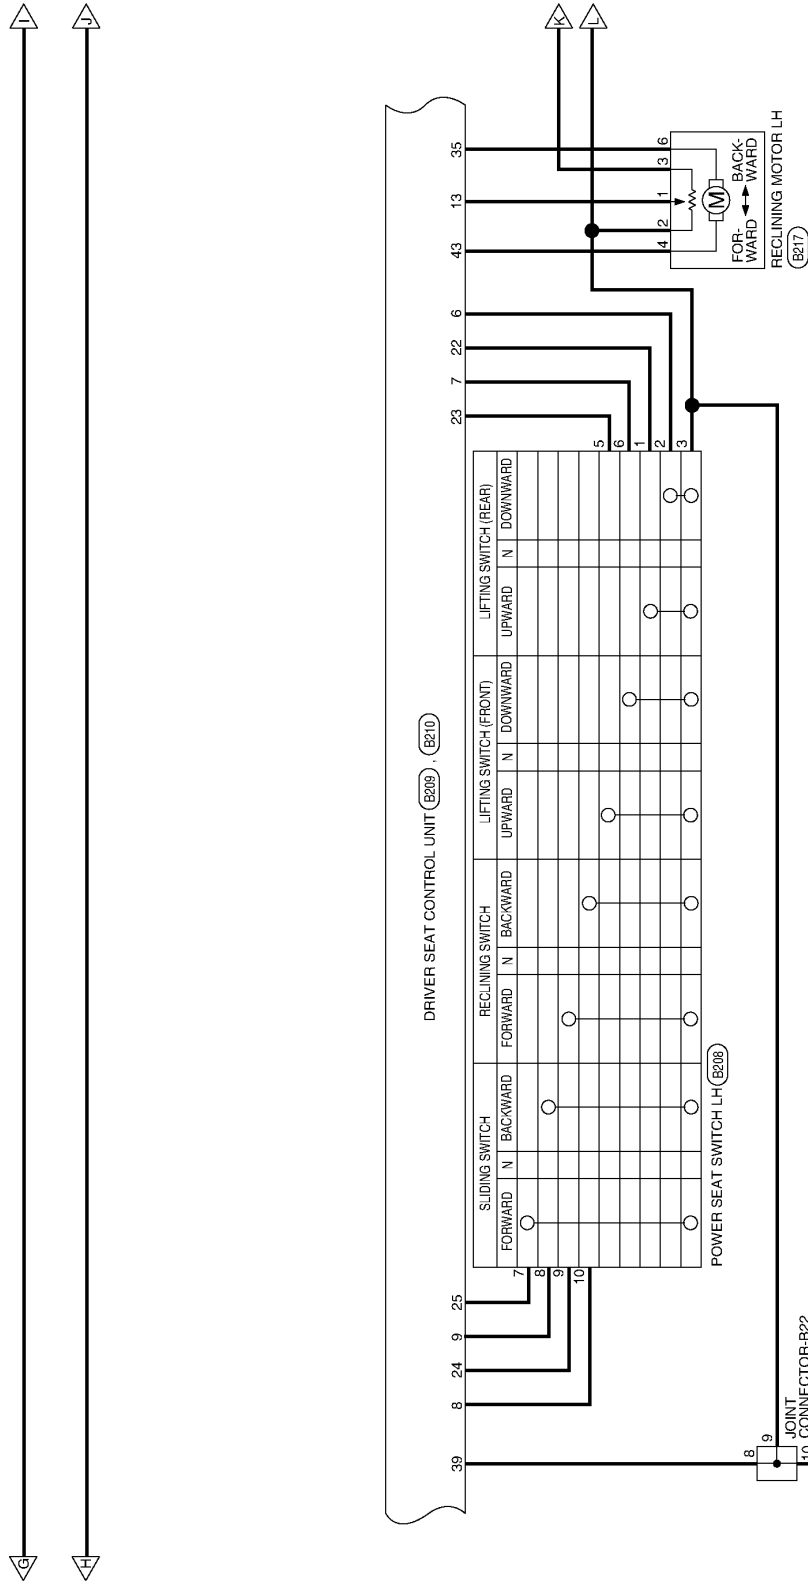 G
I
H
J
K
L
DRIVER SEAT CONTROL UNIT B209 , B210
39
8
24
9
25
23
7
22
6
43
13
35
7
8
9
10
SLIDING SWITCH
RECLINING SWITCH
LIFTING SWITCH (FRONT)
LIFTING SWITCH (REAR)
FORWARD N BACKWARD
FORWARD N BACKWARD
UPWARD N DOWNWARD
UPWARD N DOWNWARD
5
6
1
2
3
POWER SEAT SWITCH LH B208
4
2
1
3
6
M
FOR-
WARD
BACK-
WARD
RECLINING MOTOR LH
B217
8
9
10
JOINT
CONNECTOR-B22